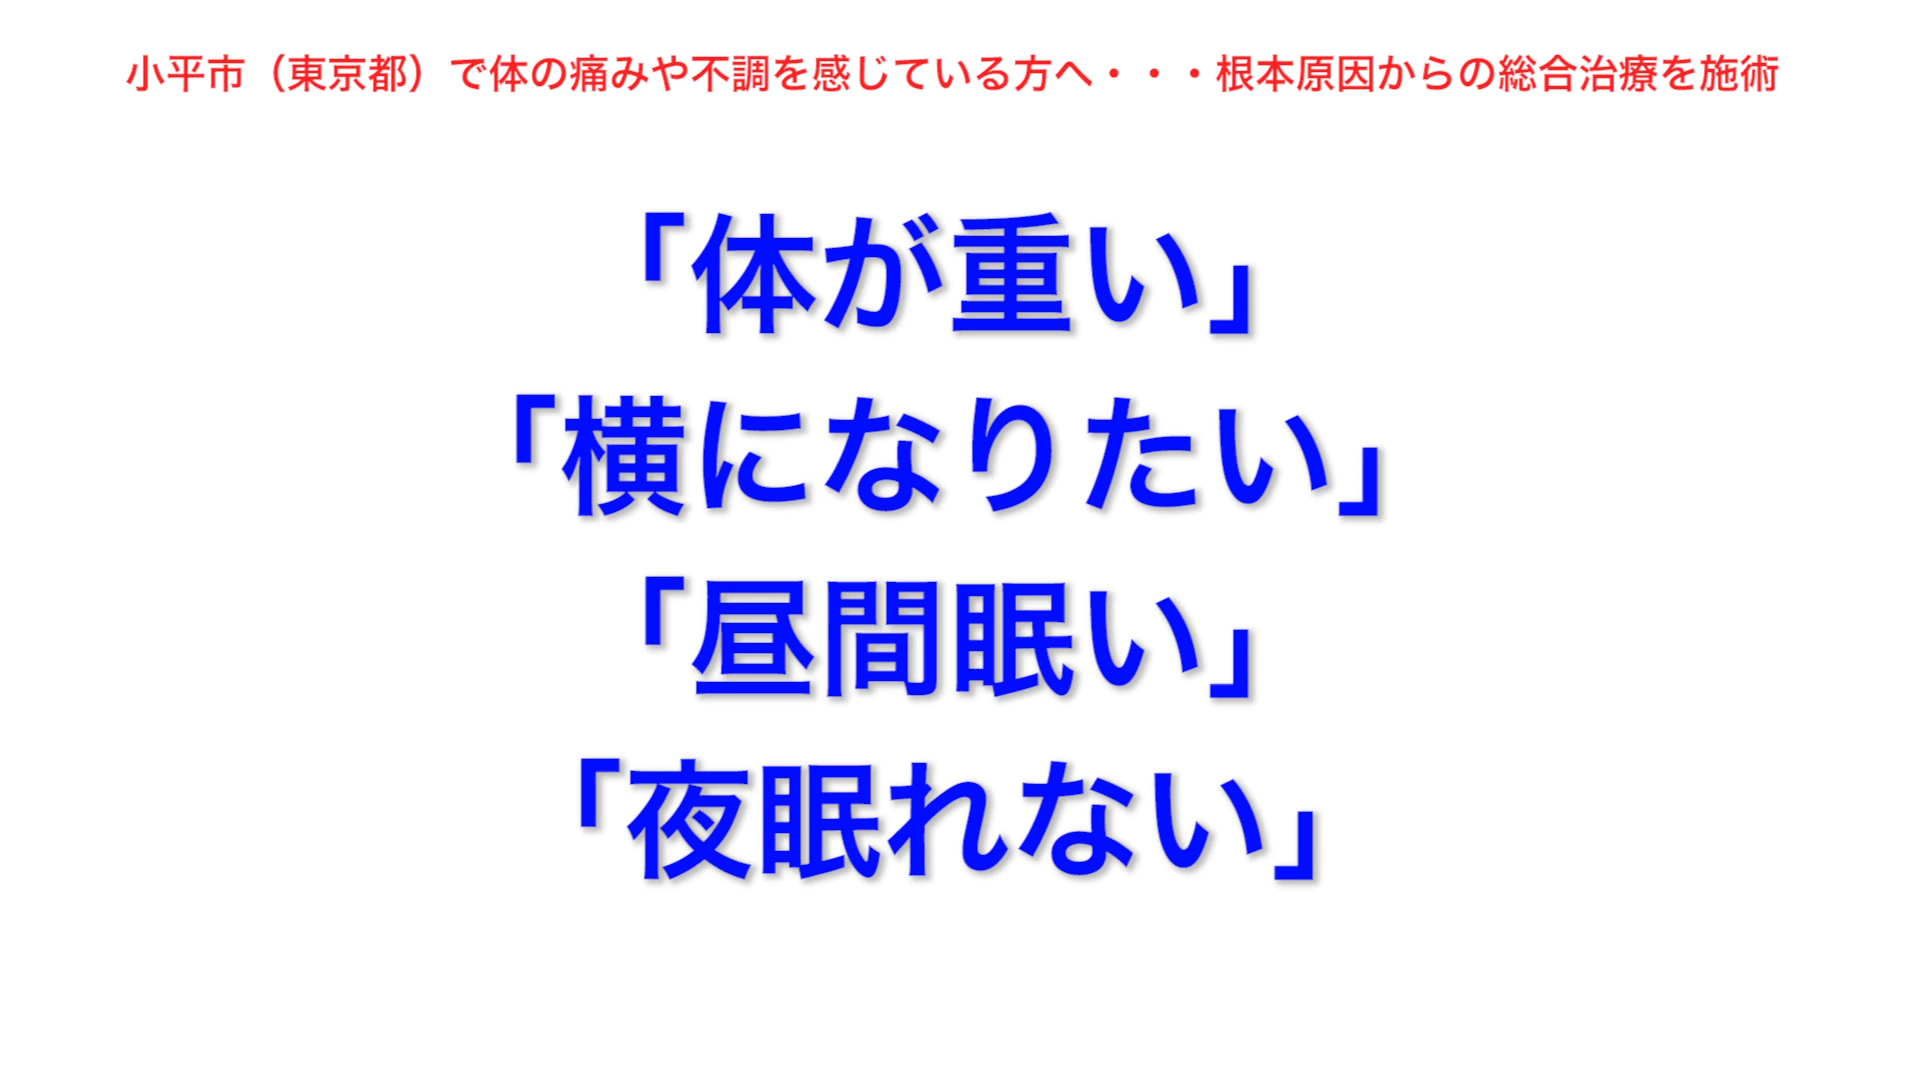 小平市（東京都）で体の痛みや不調を感じている方へ・・・根本原因からの総合治療を施術
「体が重い」
「横になりたい」
「昼間眠い」
「夜眠れない」